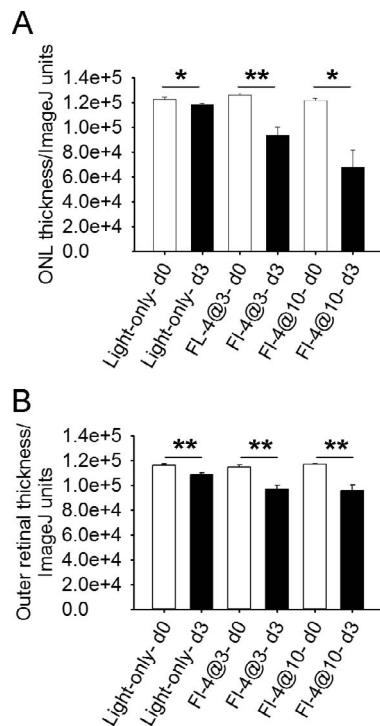 A
ONL thickness/ImageJ units
1.4e+5
1.2e+5
1.0e+5
8.0e+4
6.0e+4
4.0e+4
2.0e+4
0.0
* ** *
Light-only- d0
Light-only- d3
FL-4@3- d0
Fl-4@3- d3
Fl-4@10- d0
Fl-4@10- d3
B
Outer retinal thickness/
ImageJ units
1.4e+5
1.2e+5
1.0e+5
8.0e+4
6.0e+4
4.0e+4
2.0e+4
0.0
** ** **
Light-only- d0
Light-only- d3
Fl-4@3- d0
Fl-4@3- d3
Fl-4@10- d0
Fl-4@10- d3